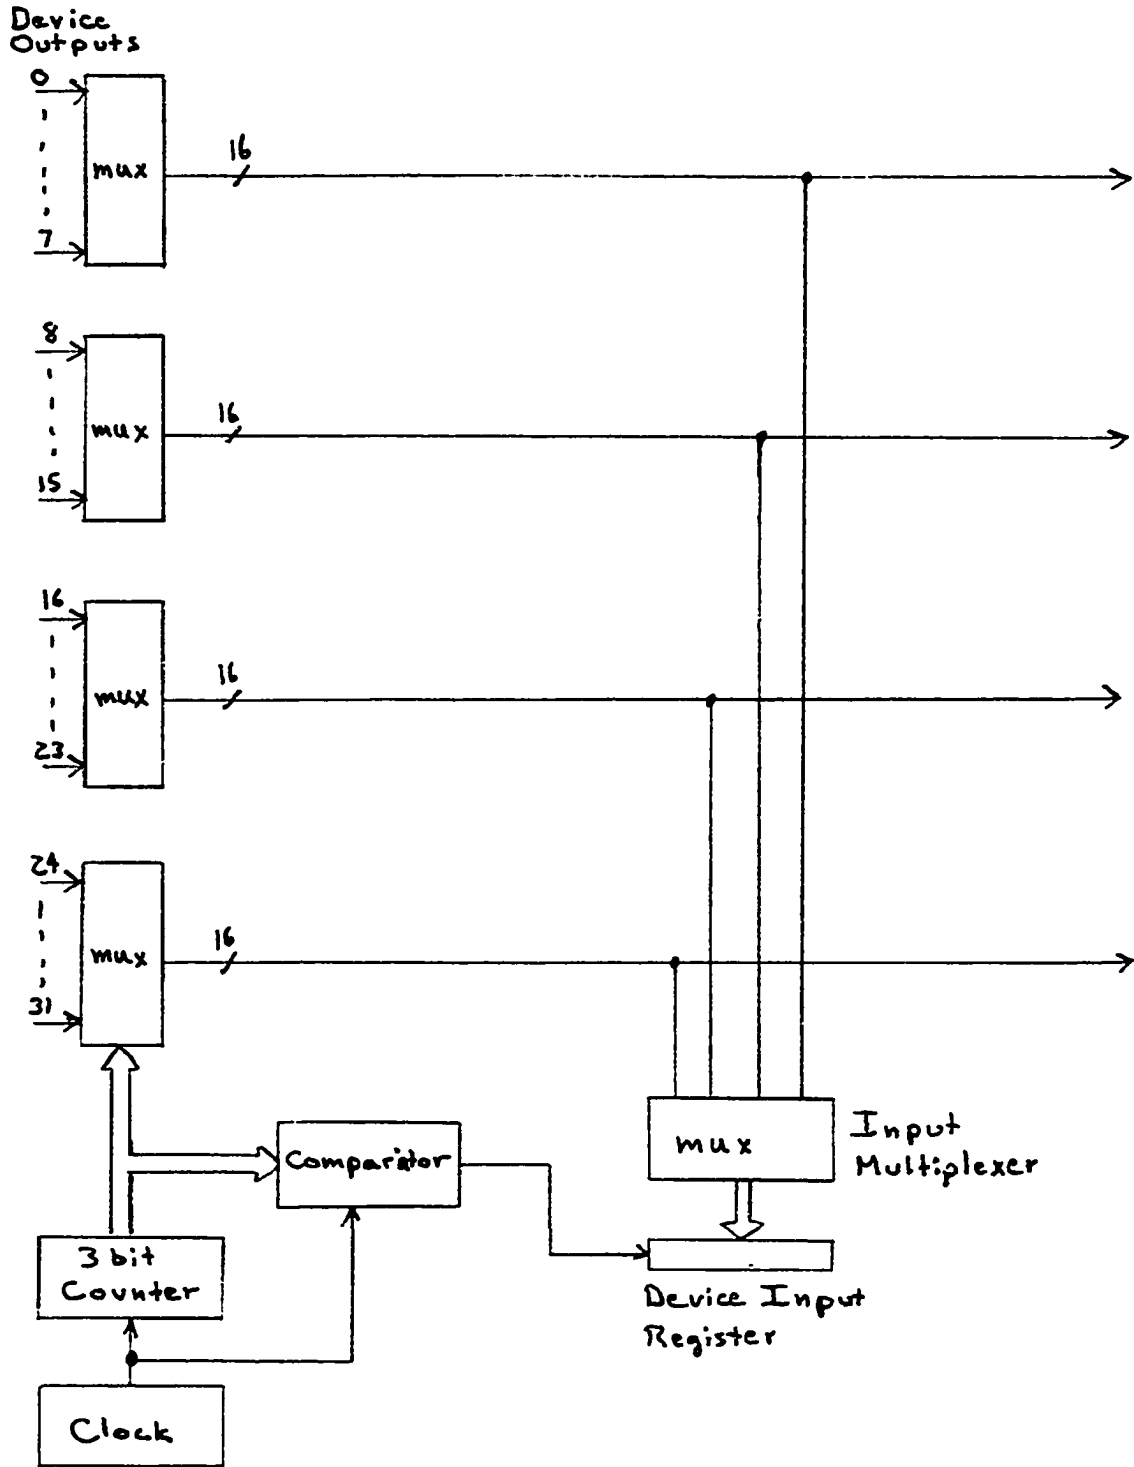 Device
Outputs
0
mux
16
7
8
mux
16
15
16
mux
16
23
24
mux
16
31
Comparator
mux
Input
Multiplexer
3 bit
Counter
Device Input
Register
Clock